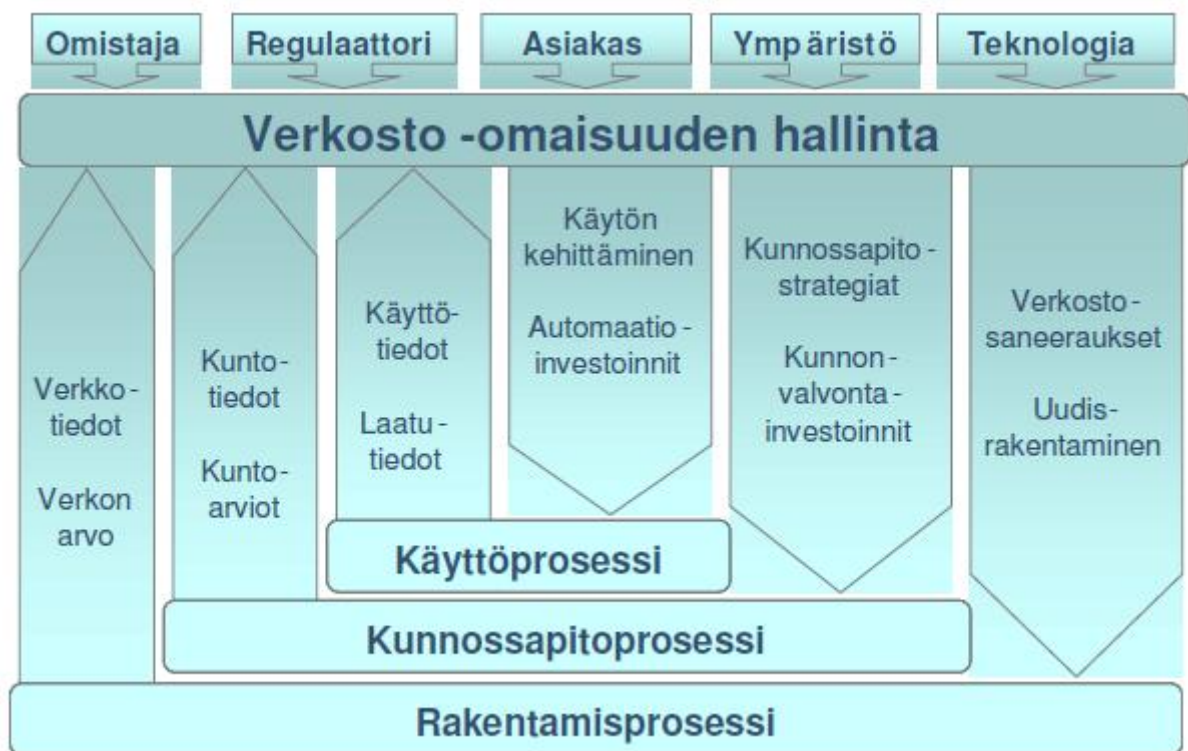 Omistaja
Regulaattori
Asiakas
Ympäristö
Teknologia
Verkosto -omaisuuden hallinta
Verkko-
tiedot
Verkon
arvo
Kunto-
tiedot
Kunto-
arviot
Käyttö-
tiedot
Laatu-
tiedot
Käytön
kehittäminen
Automaatio-
investoinnit
Kunnossapito-
strategiat
Kunnon-
valvonta-
investoinnit
Verkosto-
saneeraukset
Uudis-
rakentaminen
Käyttöprosessi
Kunnossapitoprosessi
Rakentamisprosessi